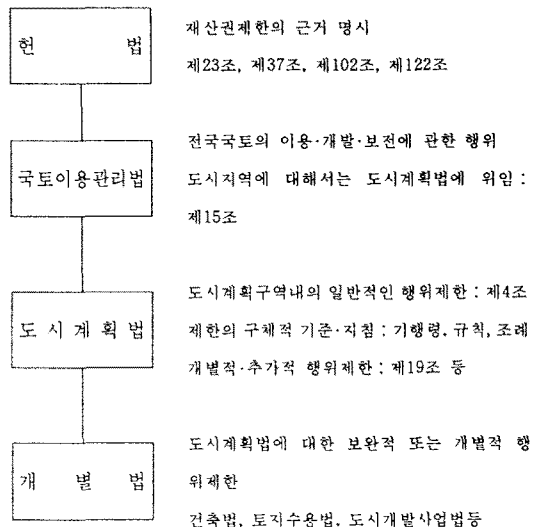 헌 법
재산권제한의 근거 명시
제23조, 제37조, 제102조, 제122조
국토이용관리법
전국국토의 이용·개발·보전에 관한 행위
도시지역에 대해서는 도시계획법에 위임 :
제15조
도시계획법
도시계획구역내의 일반적인 행위제한 : 제4조
제한의 구체적 기준·지침 : 기행령, 규칙, 조례
개별적·추가적 행위제한 : 제19조 등
개 별 법
도시계획법에 대한 보완적 또는 개별적 행
위제한
건축법, 토지수용법, 도시개발사업법등